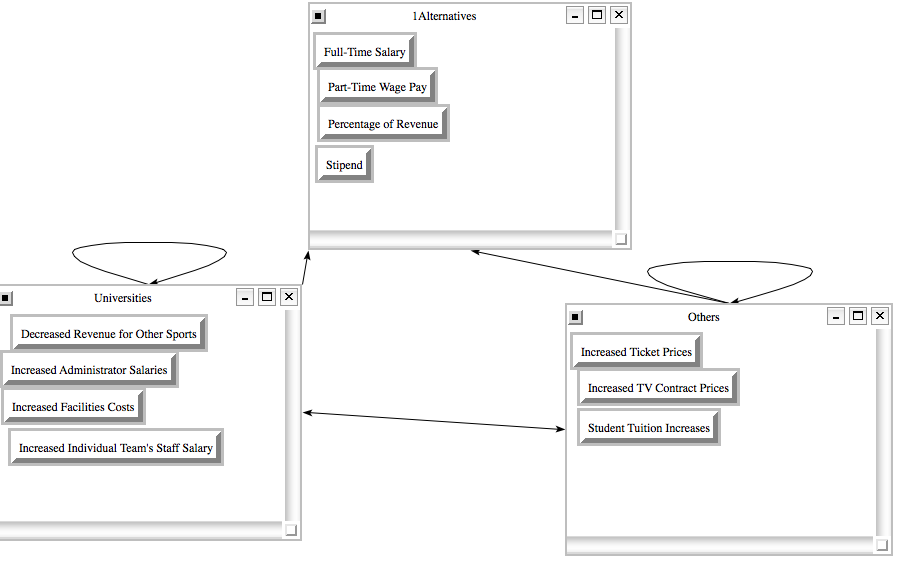 1Alternatives
Full-Time Salary
Part-Time Wage Pay
Percentage of Revenue
Stipend
Universities
Decreased Revenue for Other Sports
Increased Administrator Salaries
Increased Facilities Costs
Increased Individual Team's Staff Salary
Others
Increased Ticket Prices
Increased TV Contract Prices
Student Tuition Increases